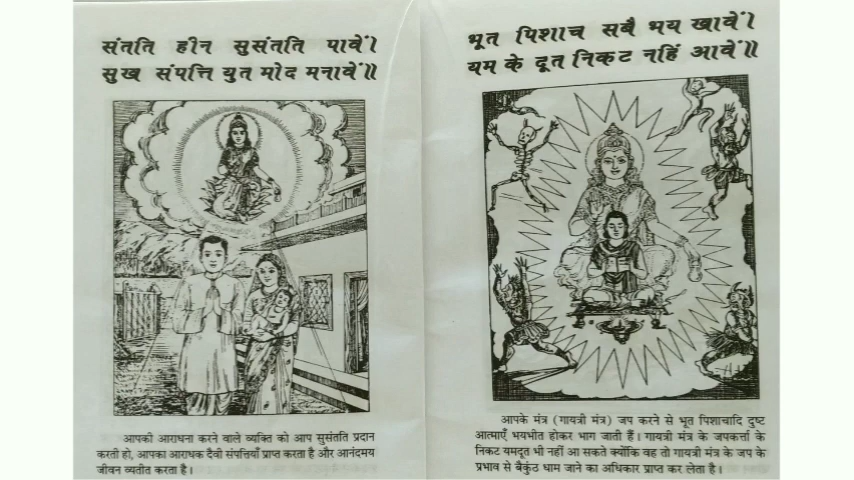 संतति हीन सुसंतति पावें।
सुख संपत्ति युत मोद मनावें॥
आपकी आराधना करने वाले व्यक्ति को आप सुसंतति प्रदान
करती हो, आपका आराधक दैवी संपत्तियाँ प्राप्त करता है और आनंदमय
जीवन व्यतीत करता है।
भूत पिशाच सबै भय खावें।
यम के दूत निकट नहिं आवें॥
आपके मंत्र (गायत्री मंत्र) जप करने से भूत पिशाचादि दुष्ट
आत्माएँ भयभीत होकर भाग जाती हैं। गायत्री मंत्र के जपकर्त्ता के
निकट यमदूत भी नहीं आ सकते क्योंकि वह तो गायत्री मंत्र के जप के
प्रभाव से बैकुंठ धाम जाने का अधिकार प्राप्त कर लेता है।